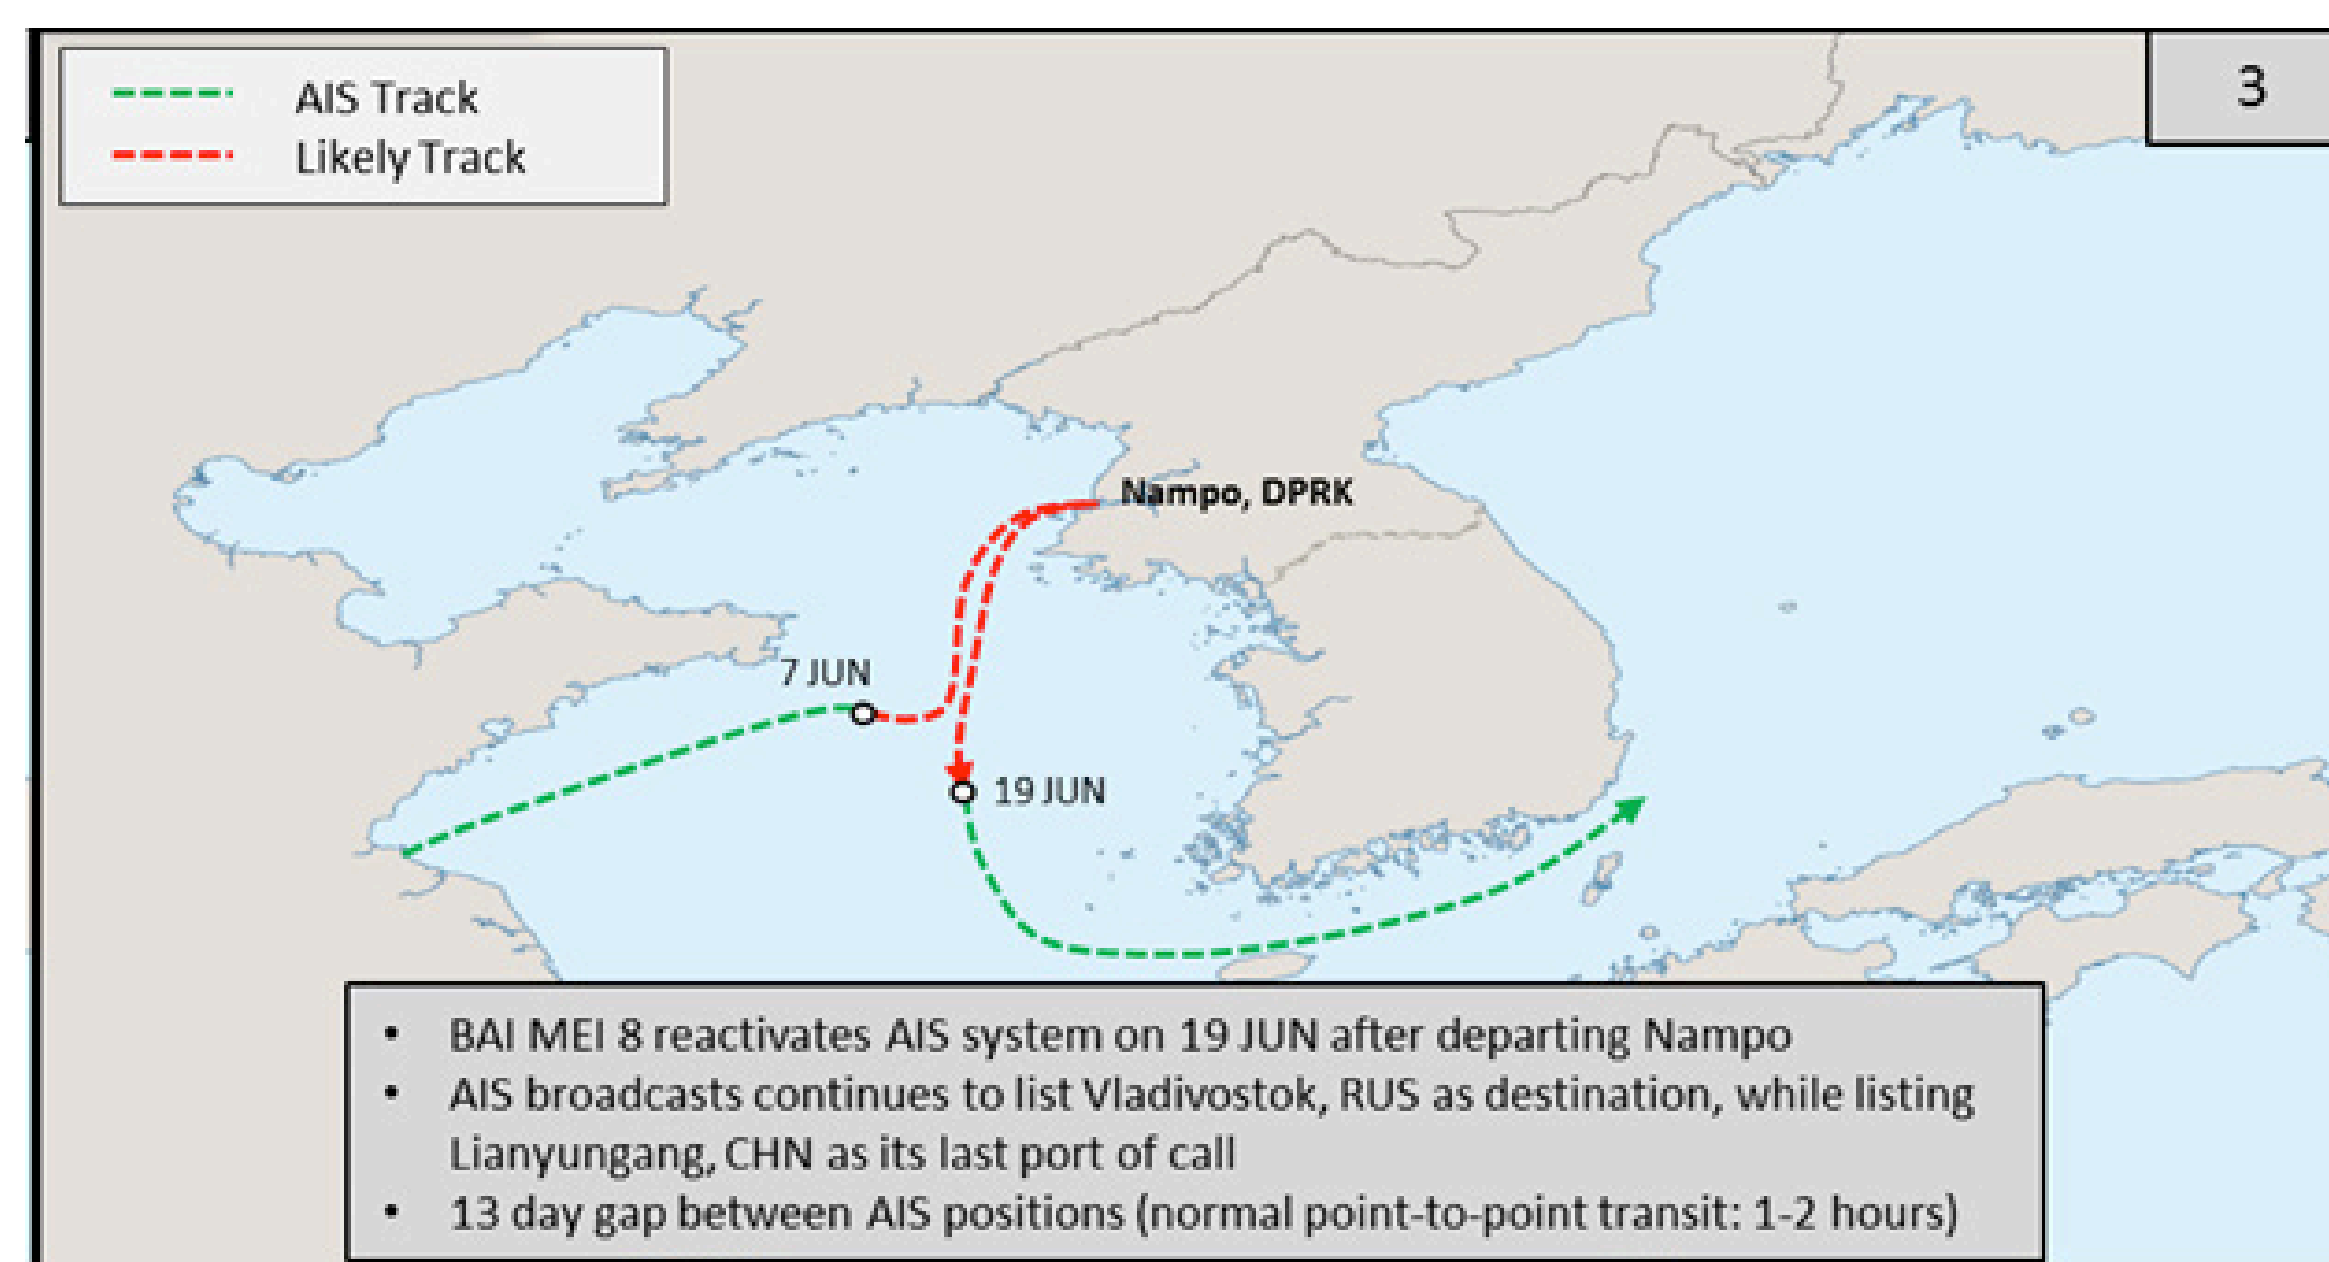 AIS Track
Likely Track
3
Nampo, DPRK
7 JUN
19 JUN
• BAI MEI 8 reactivates AIS system on 19 JUN after departing Nampo
• AIS broadcasts continues to list Vladivostok, RUS as destination, while listing
Lianyungang, CHN as its last port of call
• 13 day gap between AIS positions (normal point-to-point transit: 1-2 hours)